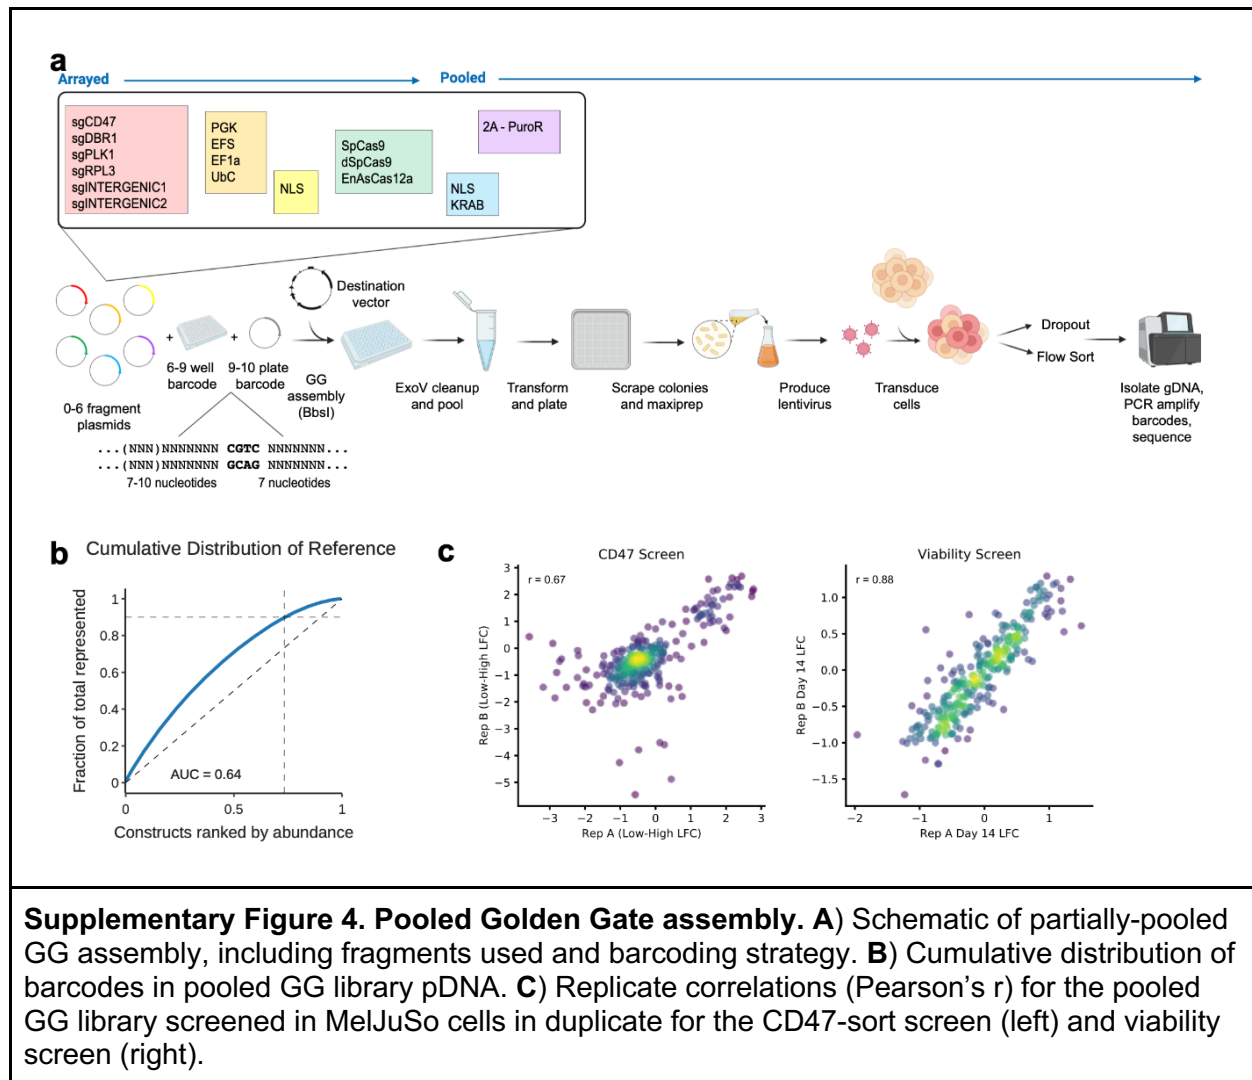 a
Arrayed
Pooled
sgCD47
sgDBR1
sgPLK1
sgRPL3
sgINTERGENIC1
sgINTERGENIC2
PGK
EFS
EF1a
UbC
NLS
SpCas9
dSpCas9
EnAsCas12a
2A - PuroR
NLS
KRAB
0-6 fragment
plasmids
+
6-9 well
barcode
+
9-10 plate
barcode
Destination
vector
GG
assembly
(BbsI)
ExoV cleanup
and pool
Transform
and plate
Scrape colonies
and maxiprep
Produce
lentivirus
Transduce
cells
Dropout
Flow Sort
Isolate gDNA,
PCR amplify
barcodes,
sequence
...(NNN)NNNNNNN CGTC NNNNNNN...
...(NNN)NNNNNNN GCAG NNNNNNN...
7-10 nucleotides
7 nucleotides
b
Cumulative Distribution of Reference
Fraction of total represented
1
0.8
0.6
0.4
0.2
0
AUC = 0.64
0
0.5
1
Constructs ranked by abundance
c
CD47 Screen
r = 0.67
Rep B (Low-High LFC)
3
2
1
0
−1
−2
−3
−4
−5
−3
−2
−1
0
1
2
3
Rep A (Low-High LFC)
Viability Screen
r = 0.88
Rep B Day 14 LFC
1.0
0.5
0.0
−0.5
−1.0
−1.5
−2
−1
0
1
Rep A Day 14 LFC
Supplementary Figure 4. Pooled Golden Gate assembly. A) Schematic of partially-pooled
GG assembly, including fragments used and barcoding strategy. B) Cumulative distribution of
barcodes in pooled GG library pDNA. C) Replicate correlations (Pearson's r) for the pooled
GG library screened in MelJuSo cells in duplicate for the CD47-sort screen (left) and viability
screen (right).